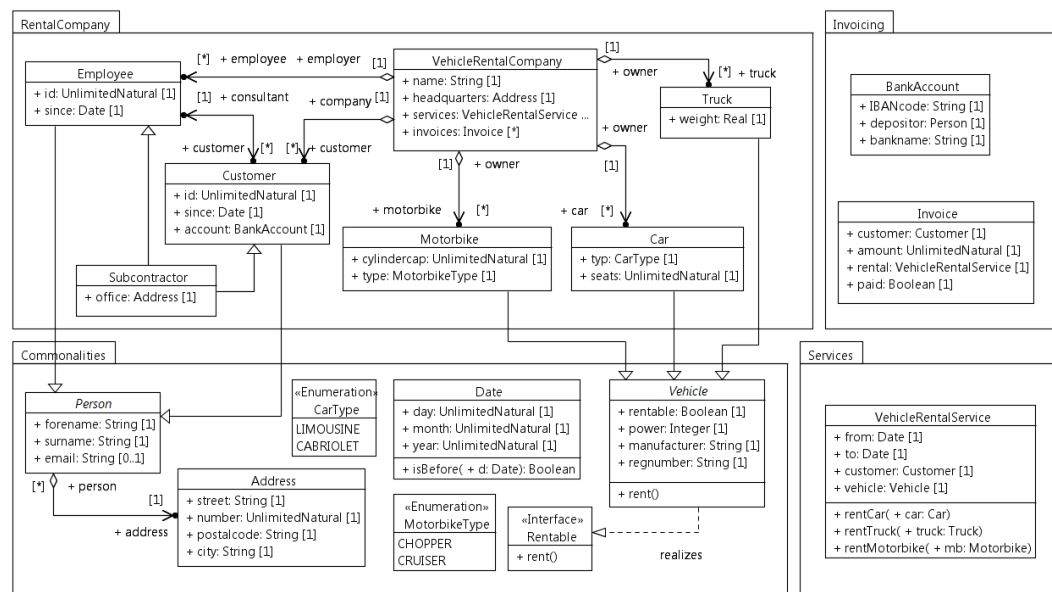 RentalCompany
Employee
+ id: UnlimitedNatural [1]
+ since: Date [1]
[*] + employee
+ employer [1]
[1] + consultant
+ company [1]
+ customer [*]
[*] + customer
VehicleRentalCompany
+ name: String [1]
+ headquarters: Address [1]
+ services: VehicleRentalService ...
+ invoices: Invoice [*]
[1]
+ owner
[*] + truck
Truck
+ weight: Real [1]
+ owner
[1]
[1] + owner
Customer
+ id: UnlimitedNatural [1]
+ since: Date [1]
+ account: BankAccount [1]
+ motorbike [*]
+ car [*]
Motorbike
+ cylindercap: UnlimitedNatural [1]
+ type: MotorbikeType [1]
Car
+ typ: CarType [1]
+ seats: UnlimitedNatural [1]
Subcontractor
+ office: Address [1]
Invoicing
BankAccount
+ IBANcode: String [1]
+ depositor: Person [1]
+ bankname: String [1]
Invoice
+ customer: Customer [1]
+ amount: UnlimitedNatural [1]
+ rental: VehicleRentalService [1]
+ paid: Boolean [1]
Commonalities
Person
+ forename: String [1]
+ surname: String [1]
+ email: String [0..1]
[*] + person
[1]
+ address
Address
+ street: String [1]
+ number: UnlimitedNatural [1]
+ postalcode: String [1]
+ city: String [1]
«Enumeration»
CarType
LIMOUSINE
CABRIOLET
Date
+ day: UnlimitedNatural [1]
+ month: UnlimitedNatural [1]
+ year: UnlimitedNatural [1]
+ isBefore( + d: Date): Boolean
«Enumeration»
MotorbikeType
CHOPPER
CRUISER
«Interface»
Rentable
+ rent()
realizes
Vehicle
+ rentable: Boolean [1]
+ power: Integer [1]
+ manufacturer: String [1]
+ regnumber: String [1]
+ rent()
Services
VehicleRentalService
+ from: Date [1]
+ to: Date [1]
+ customer: Customer [1]
+ vehicle: Vehicle [1]
+ rentCar( + car: Car)
+ rentTruck( + truck: Truck)
+ rentMotorbike( + mb: Motorbike)